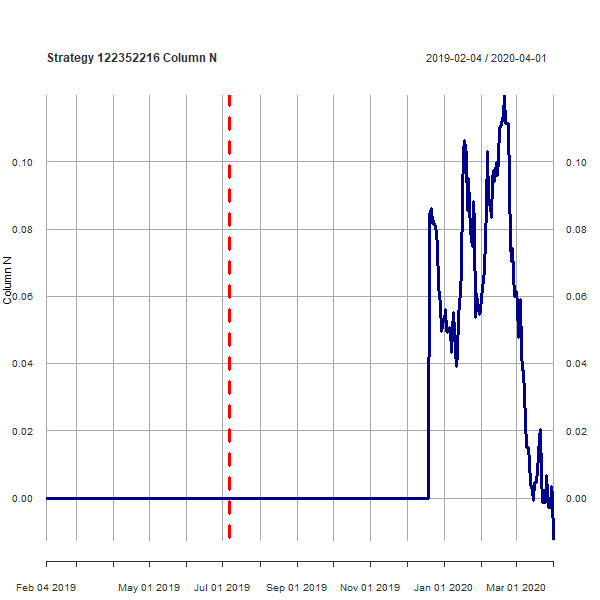 Strategy 122352216 Column N 2019-02-04 / 2020-04-01
0.10 0.10
0.08 0.08
Column N
0.06 0.06
0.04 0.04
0.02 0.02
0.00 0.00
Feb 04 2019 May 01 2019 Jul 01 2019 Sep 01 2019 Nov 01 2019 Jan 01 2020 Mar 01 2020